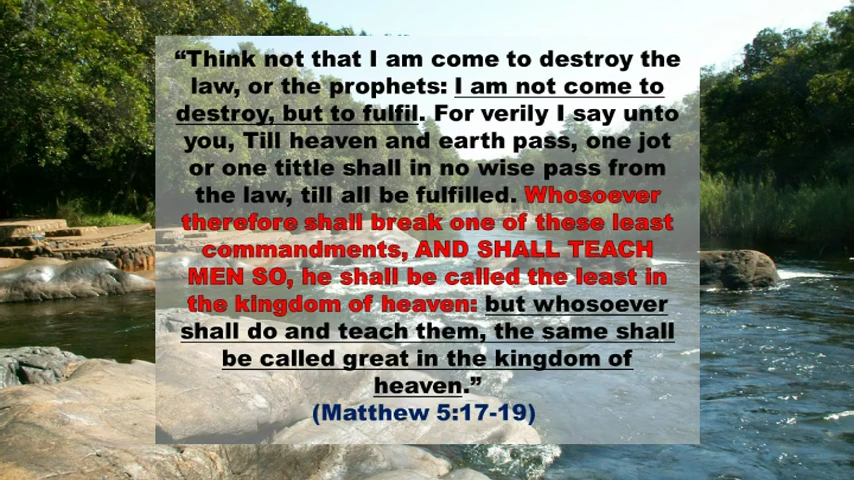 “Think not that I am come to destroy the
law, or the prophets: I am not come to
destroy, but to fulfil. For verily I say unto
you, Till heaven and earth pass, one jot
or one tittle shall in no wise pass from
the law, till all be fulfilled. Whosoever
therefore shall break one of these least
commandments, AND SHALL TEACH
MEN SO, he shall be called the least in
the kingdom of heaven: but whosoever
shall do and teach them, the same shall
be called great in the kingdom of
heaven.”
(Matthew 5:17-19)